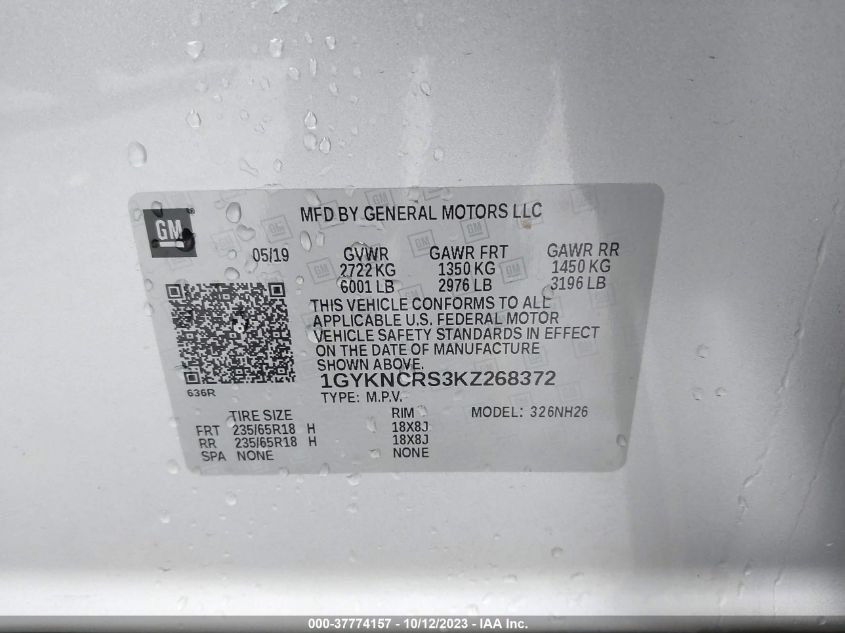 GM
MFD BY GENERAL MOTORS LLC
05/19 GVWR GAWR FRT GAWR RR
2722 KG 1350 KG 1450 KG
6001 LB 2976 LB 3196 LB
THIS VEHICLE CONFORMS TO ALL
APPLICABLE U.S. FEDERAL MOTOR
VEHICLE SAFETY STANDARDS IN EFFECT
ON THE DATE OF MANUFACTURE
SHOWN ABOVE.
1GYKNCRS3KZ268372
636R
TYPE: M.P.V.
TIRE SIZE RIM MODEL: 326NH26
FRT 235/65R18 H 18X8J
RR 235/65R18 H 18X8J
SPA NONE NONE
000-37774157 - 10/12/2023 - IAA Inc.